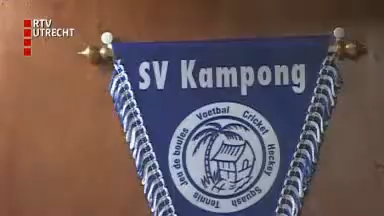 RTV
UTRECHT
SV Kampong
Jeu de boules Voetbal Cricket Hockey Squash Tennis